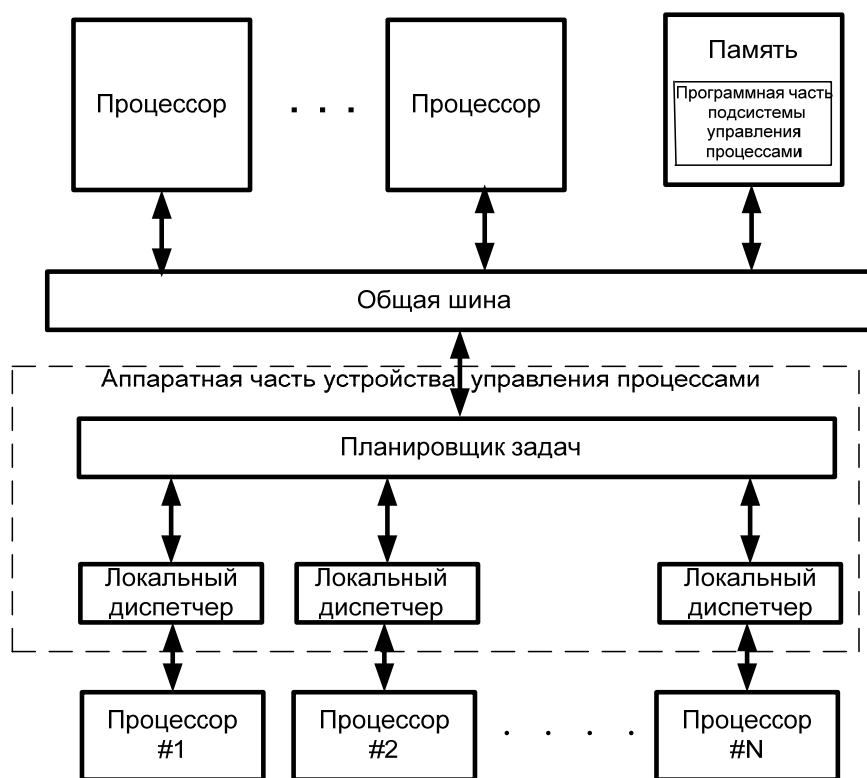 Процессор
. . .
Процессор
Память
Программная часть
подсистемы
управления
процессами
Общая шина
Аппаратная часть устройства управления процессами
Планировщик задач
Локальный
диспетчер
Локальный
диспетчер
Локальный
диспетчер
Процессор
#1
Процессор
#2
. . . .
Процессор
#N